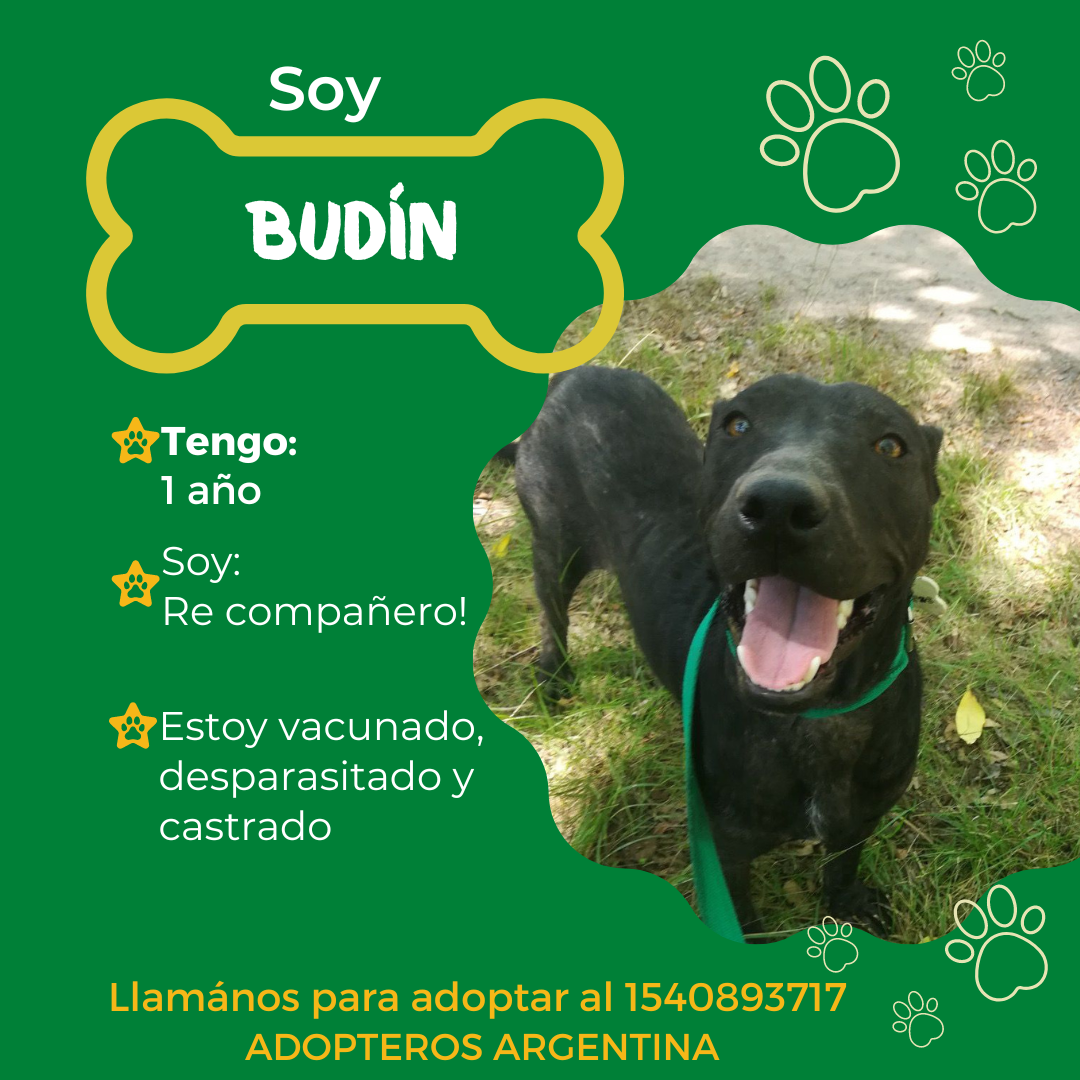 Soy
BUDÍN
Tengo:
1 año
Soy:
Re compañero!
Estoy vacunado,
desparasitado y
castrado
Llamános para adoptar al 1540893717
ADOPTEROS ARGENTINA